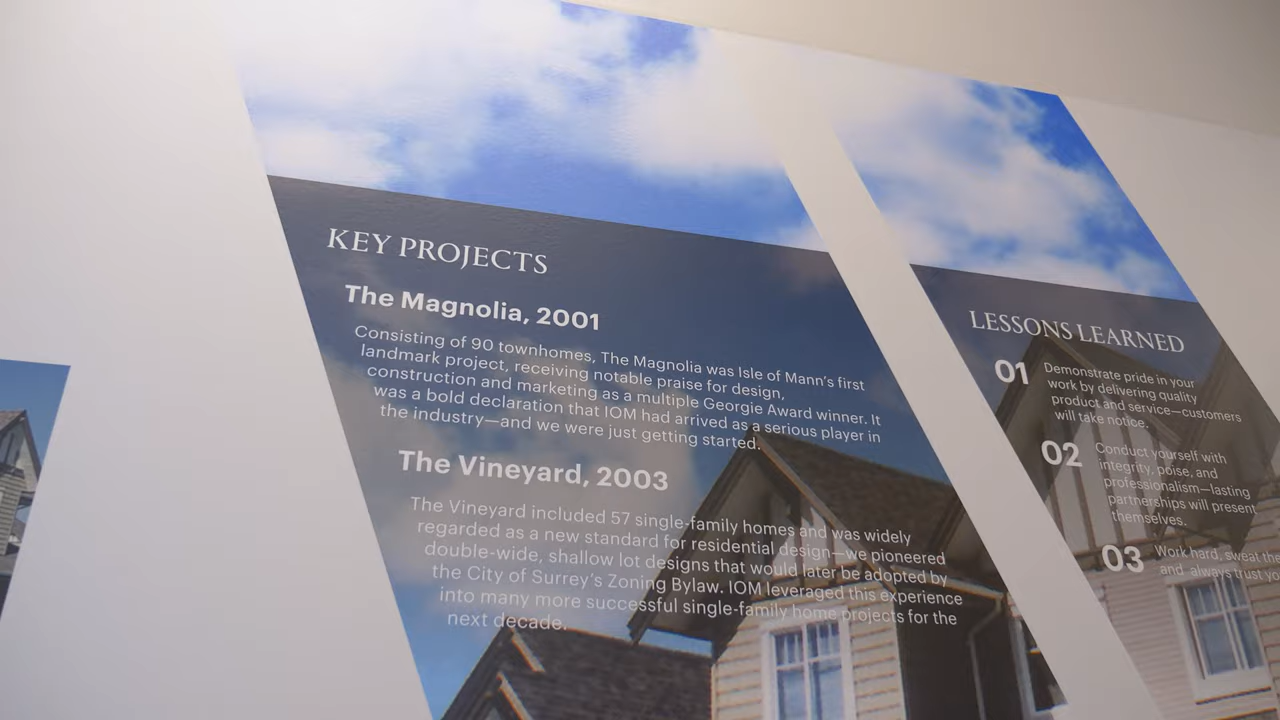 KEY PROJECTS
The Magnolia, 2001
Consisting of 90 townhomes, The Magnolia was Isle of Mann's first
landmark project, receiving notable praise for design,
construction and marketing as a multiple Georgie Award winner. It
was a bold declaration that IOM had arrived as a serious player in
the industry—and we were just getting started.
The Vineyard, 2003
The Vineyard included 57 single-family homes and was widely
regarded as a new standard for residential design—we pioneered
double-wide, shallow lot designs that would later be adopted by
the City of Surrey's Zoning Bylaw. IOM leveraged this experience
into many more successful single-family home projects for the
next decade.
LESSONS LEARNED
01
Demonstrate pride in your
work by delivering quality
product and service—customers
will take notice.
02
Conduct yourself with
integrity, poise, and
professionalism—lasting
partnerships will present
themselves.
03
Work hard, sweat
and always trust